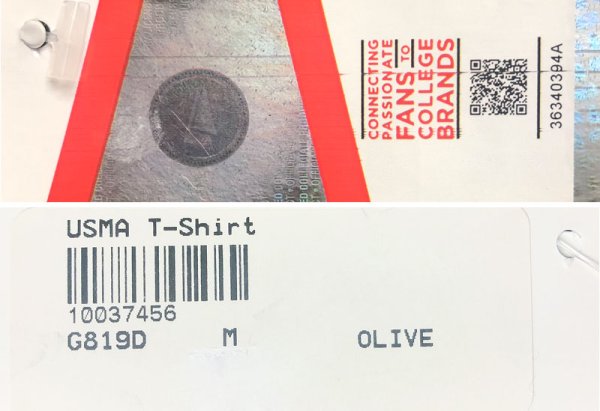 CONNECTING
PASSIONATE
FANS TO
COLLEGE
BRANDS
36340394A
USMA T-Shirt
10037456
G819D M OLIVE